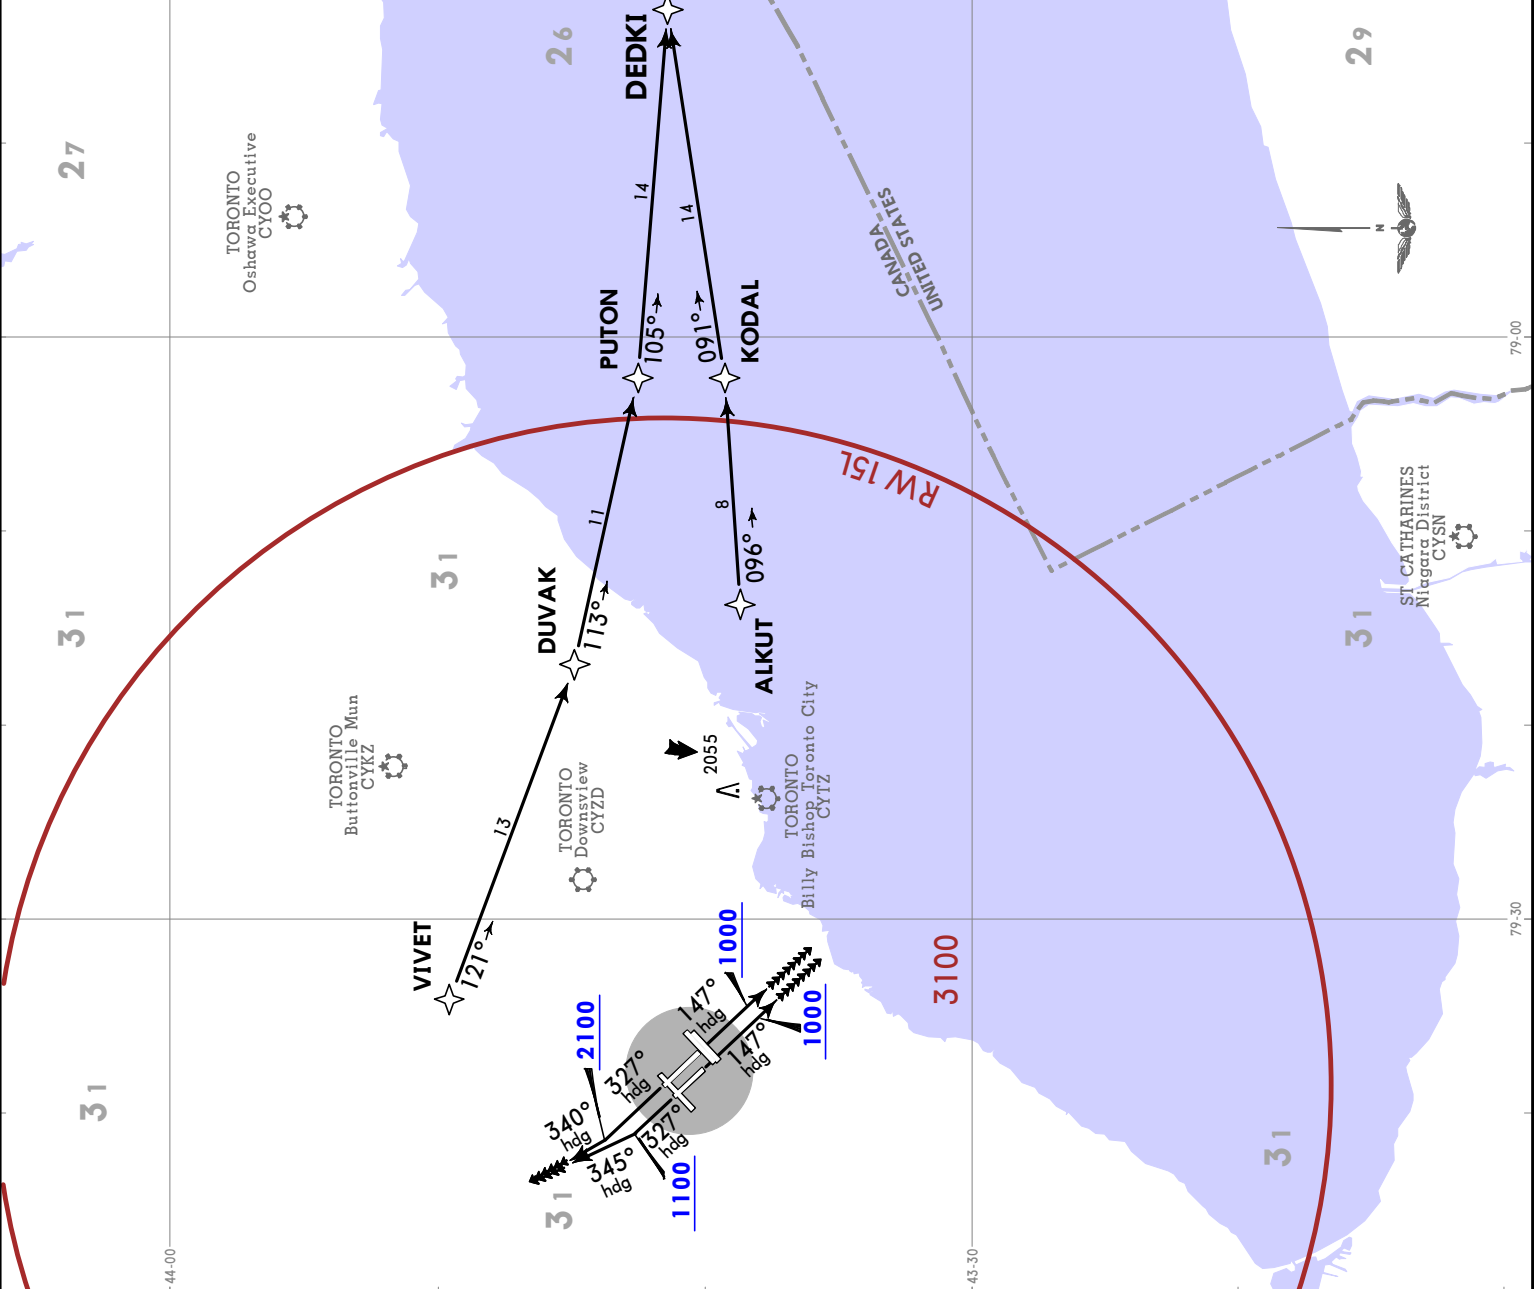 27
26
29
DEDKI
TORONTO
Oshawa Executive
CYOO
14
14
CANADA
UNITED STATES
N
PUTON
105°
091°
KODAL
79-00
RW 15L
11
8
31
31
DUVAK
113°
096°
ALKUT
ST CATHARINES
Niagara District
CYSN
31
TORONTO
Buttonville Mun
CYKZ
13
TORONTO
Downsview
CYZD
2055
TORONTO
Billy Bishop Toronto City
CYTZ
VIVET
121°
79-30
1000
3100
147°
hdg
1000
147°
hdg
2100
327°
hdg
340°
hdg
327°
hdg
345°
hdg
1100
31
31
31
44-00
43-30